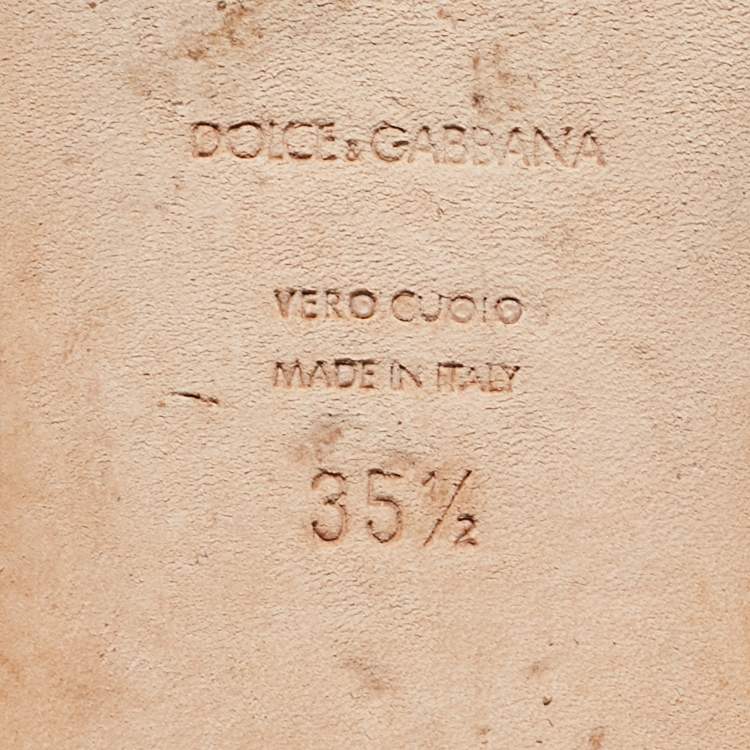 DOLCE&GABBANA
VERO CUOIO
MADE IN ITALY
35½